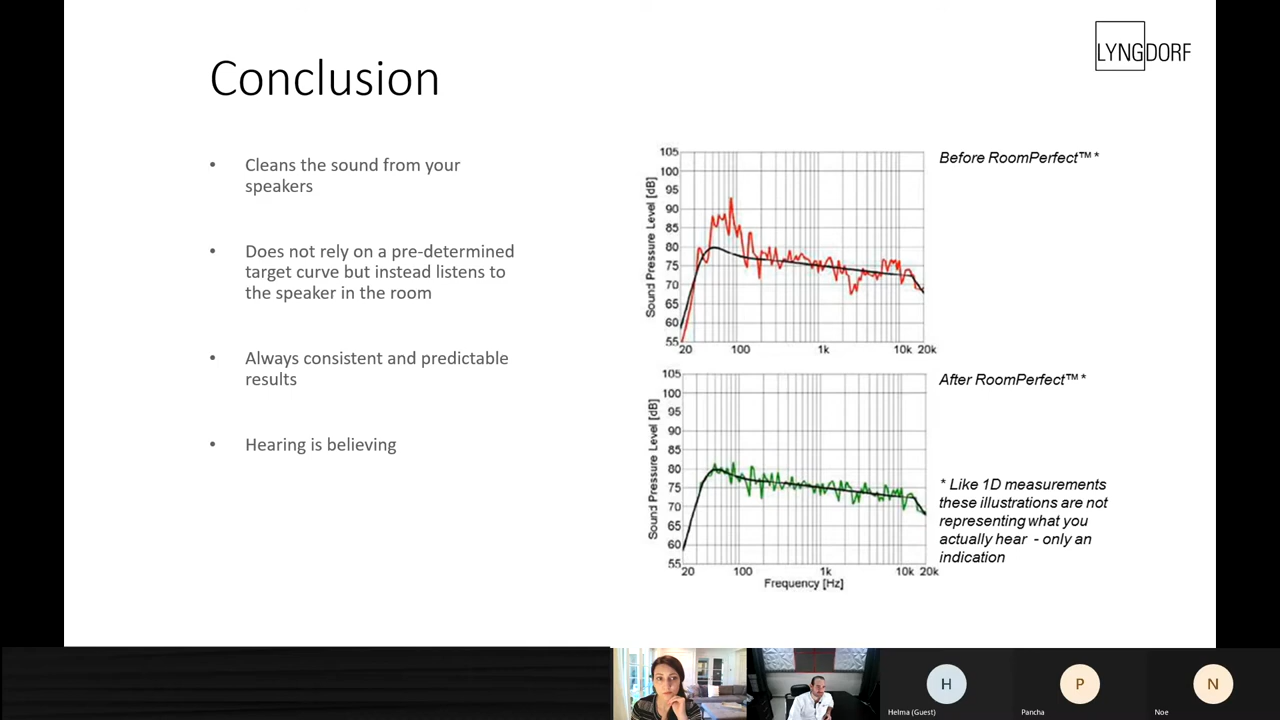 LYNGDORF
Conclusion
• Cleans the sound from your
speakers
• Does not rely on a pre-determined
target curve but instead listens to
the speaker in the room
• Always consistent and predictable
results
• Hearing is believing
Before RoomPerfect™ *
Sound Pressure Level [dB]
105
100
95
90
85
80
75
70
65
60
55
20 100 1k 10k 20k
After RoomPerfect™ *
Sound Pressure Level [dB]
105
100
95
90
85
80
75
70
65
60
55
20 100 1k 10k 20k
Frequency [Hz]
* Like 1D measurements
these illustrations are not
representing what you
actually hear - only an
indication
H
Helma (Guest)
P
Pancha
N
Noe